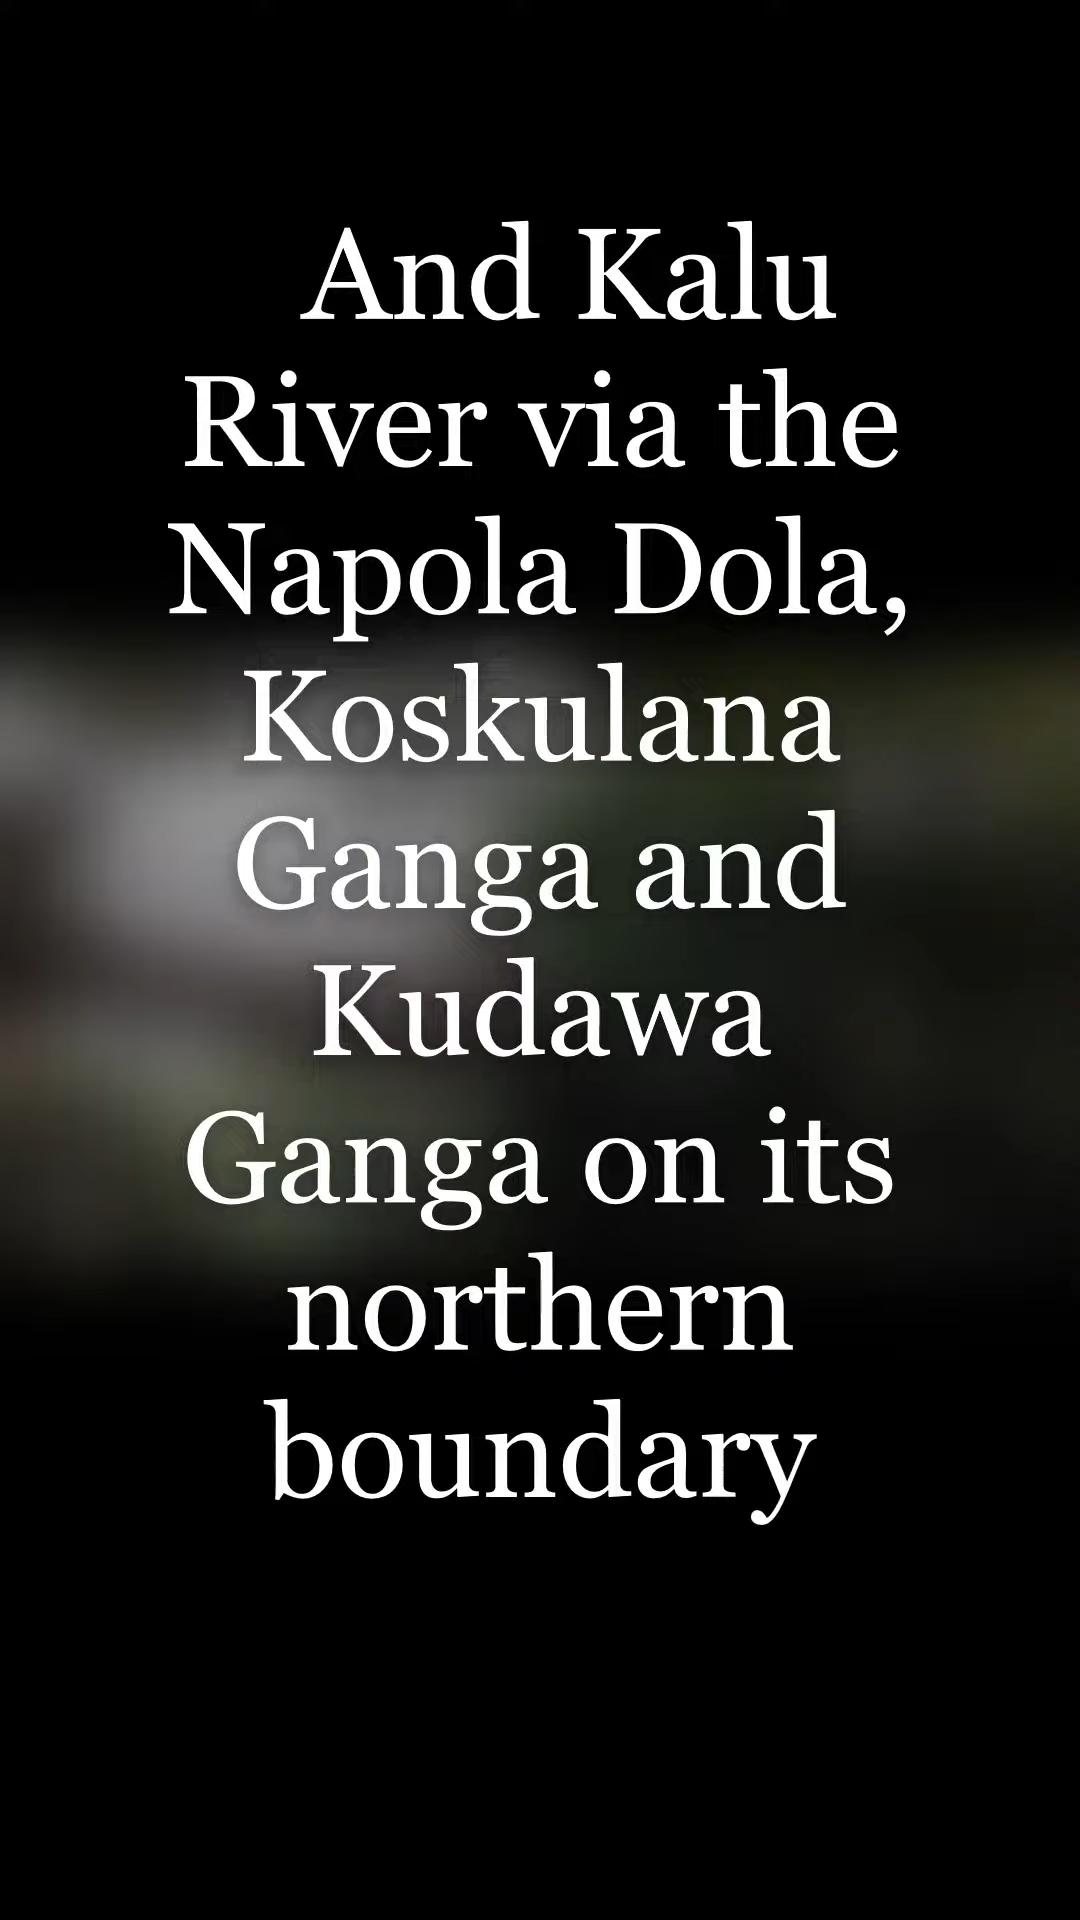 And Kalu
River via the
Napola Dola,
Koskulana
Ganga and
Kudawa
Ganga on its
northern
boundary